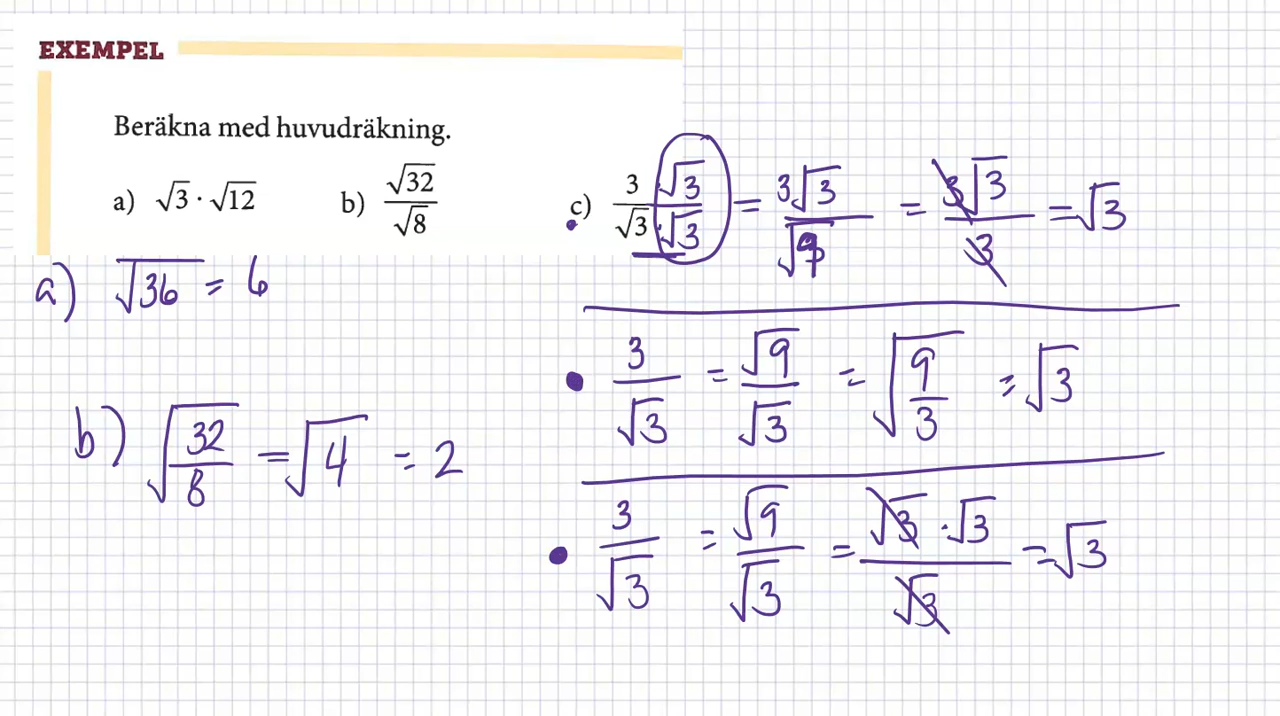 EXEMPEL
Beräkna med huvudräkning.
a) √3 · √12
b) √32/√8
c) 3/√3 √3/√3 = 3√3/√9 = 3√3/3 = √3
a) √36 = 6
• 3/√3 = √9/√3 = √(9/3) = √3
b) √(32/8) = √4 = 2
• 3/√3 = √9/√3 = √3 · √3/√3 = √3